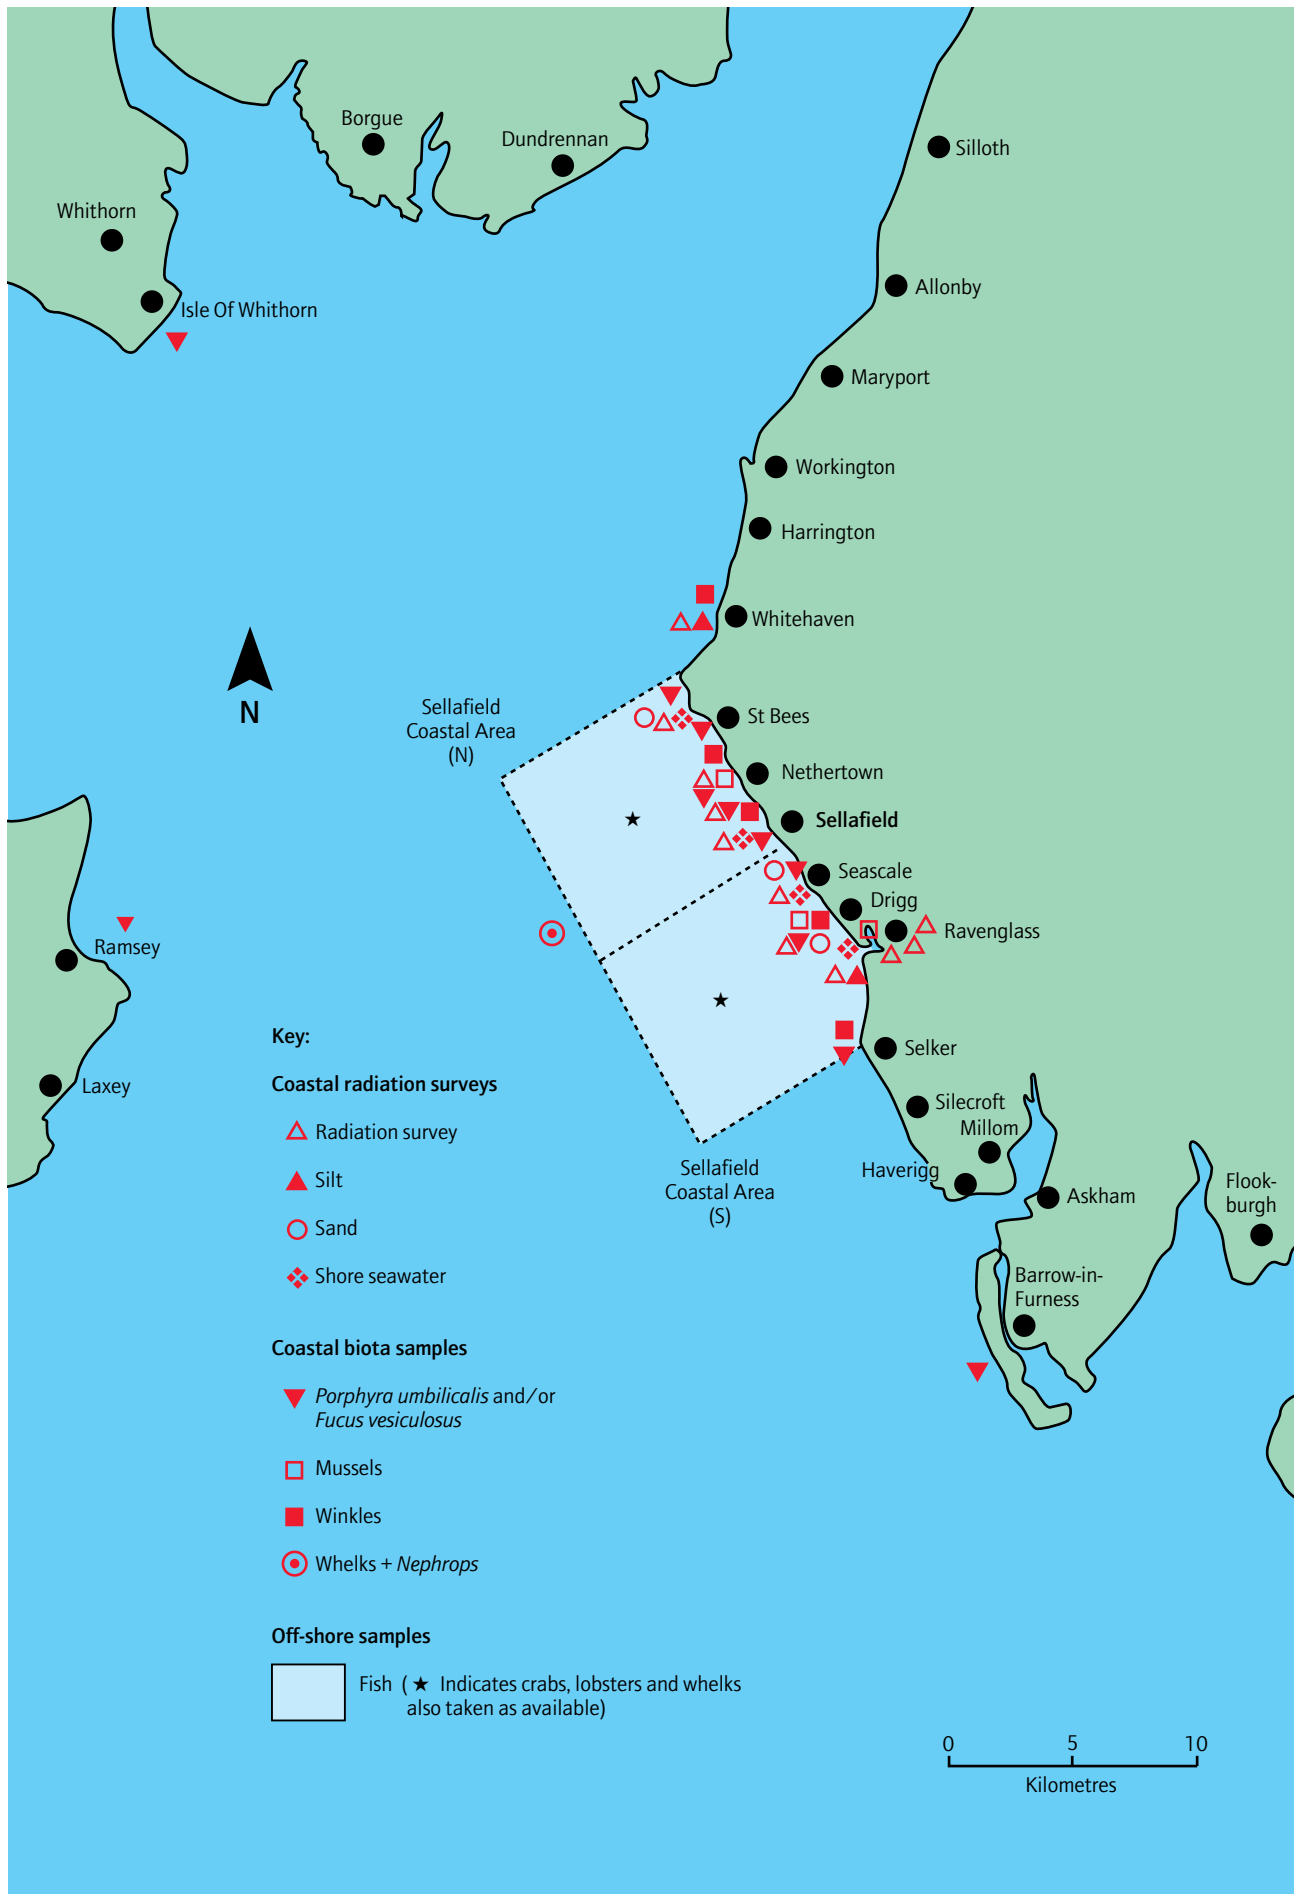 Borgue
Dundrennan
Silloth
Whithorn
Allonby
Isle Of Whithorn
Maryport
Workington
Harrington
Whitehaven
N
Sellafield
Coastal Area
(N)
St Bees
Nethertown
Sellafield
Seascale
Drigg
Ravenglass
Ramsey
Selker
Laxey
Silecroft
Millom
Haverigg
Askham
Flook-
burgh
Sellafield
Coastal Area
(S)
Barrow-in-
Furness
Key:
Coastal radiation surveys
Radiation survey
Silt
Sand
Shore seawater
Coastal biota samples
Porphyra umbilicalis and/or
Fucus vesiculosus
Mussels
Winkles
Whelks + Nephrops
Off-shore samples
Fish ( ★ Indicates crabs, lobsters and whelks
also taken as available)
0 5 10
Kilometres